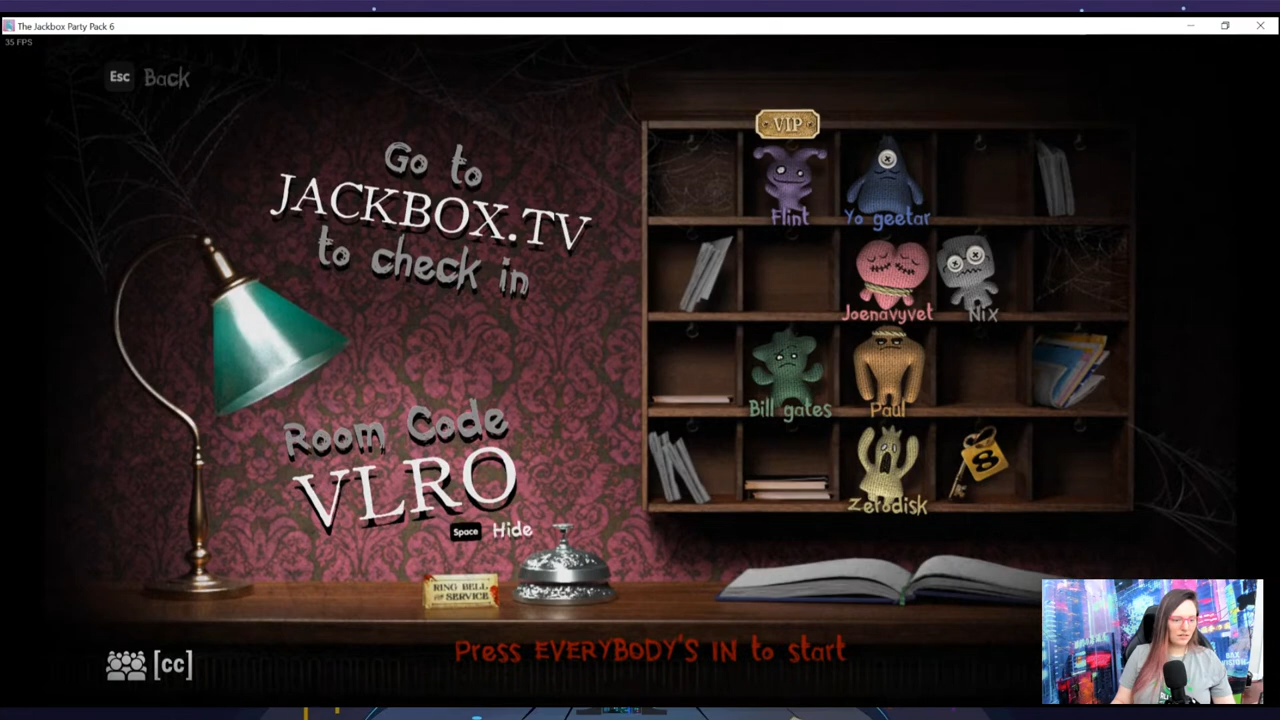 The Jackbox Party Pack 6
35 FPS
Esc Back
Go to
JACKBOX.TV
to check in
Room Code
VLRO
Space Hide
VIP
Flint
Yo geetar
Joenavyvet
Nix
Bill gates
Paul
8
Zerodisk
RING BELL
FOR SERVICE
Press EVERYBODY'S IN to start
[cc]